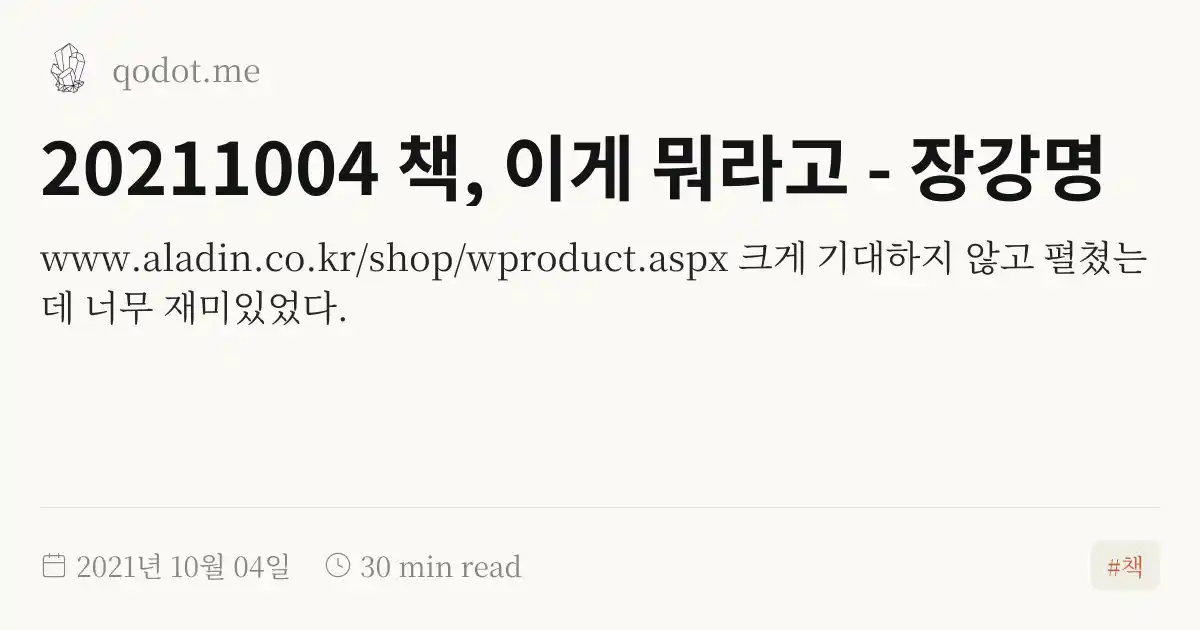 qodot.me
20211004 책, 이게 뭐라고 - 장강명
www.aladin.co.kr/shop/wproduct.aspx 크게 기대하지 않고 펼쳤는
데 너무 재미있었다.
2021년 10월 04일 30 min read
#책